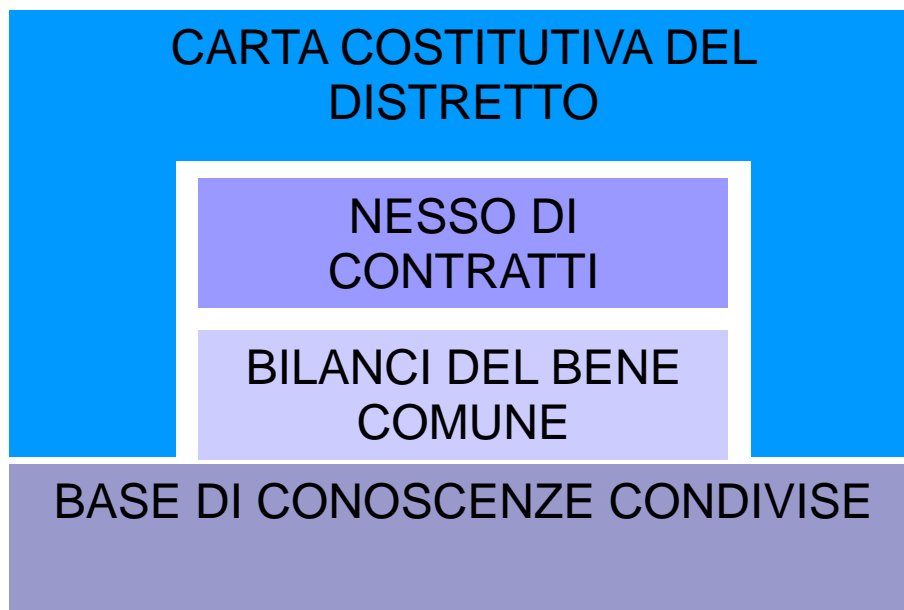 CARTA COSTITUTIVA DEL
DISTRETTO
NESSO DI
CONTRATTI
BILANCI DEL BENE
COMUNE
BASE DI CONOSCENZE CONDIVISE